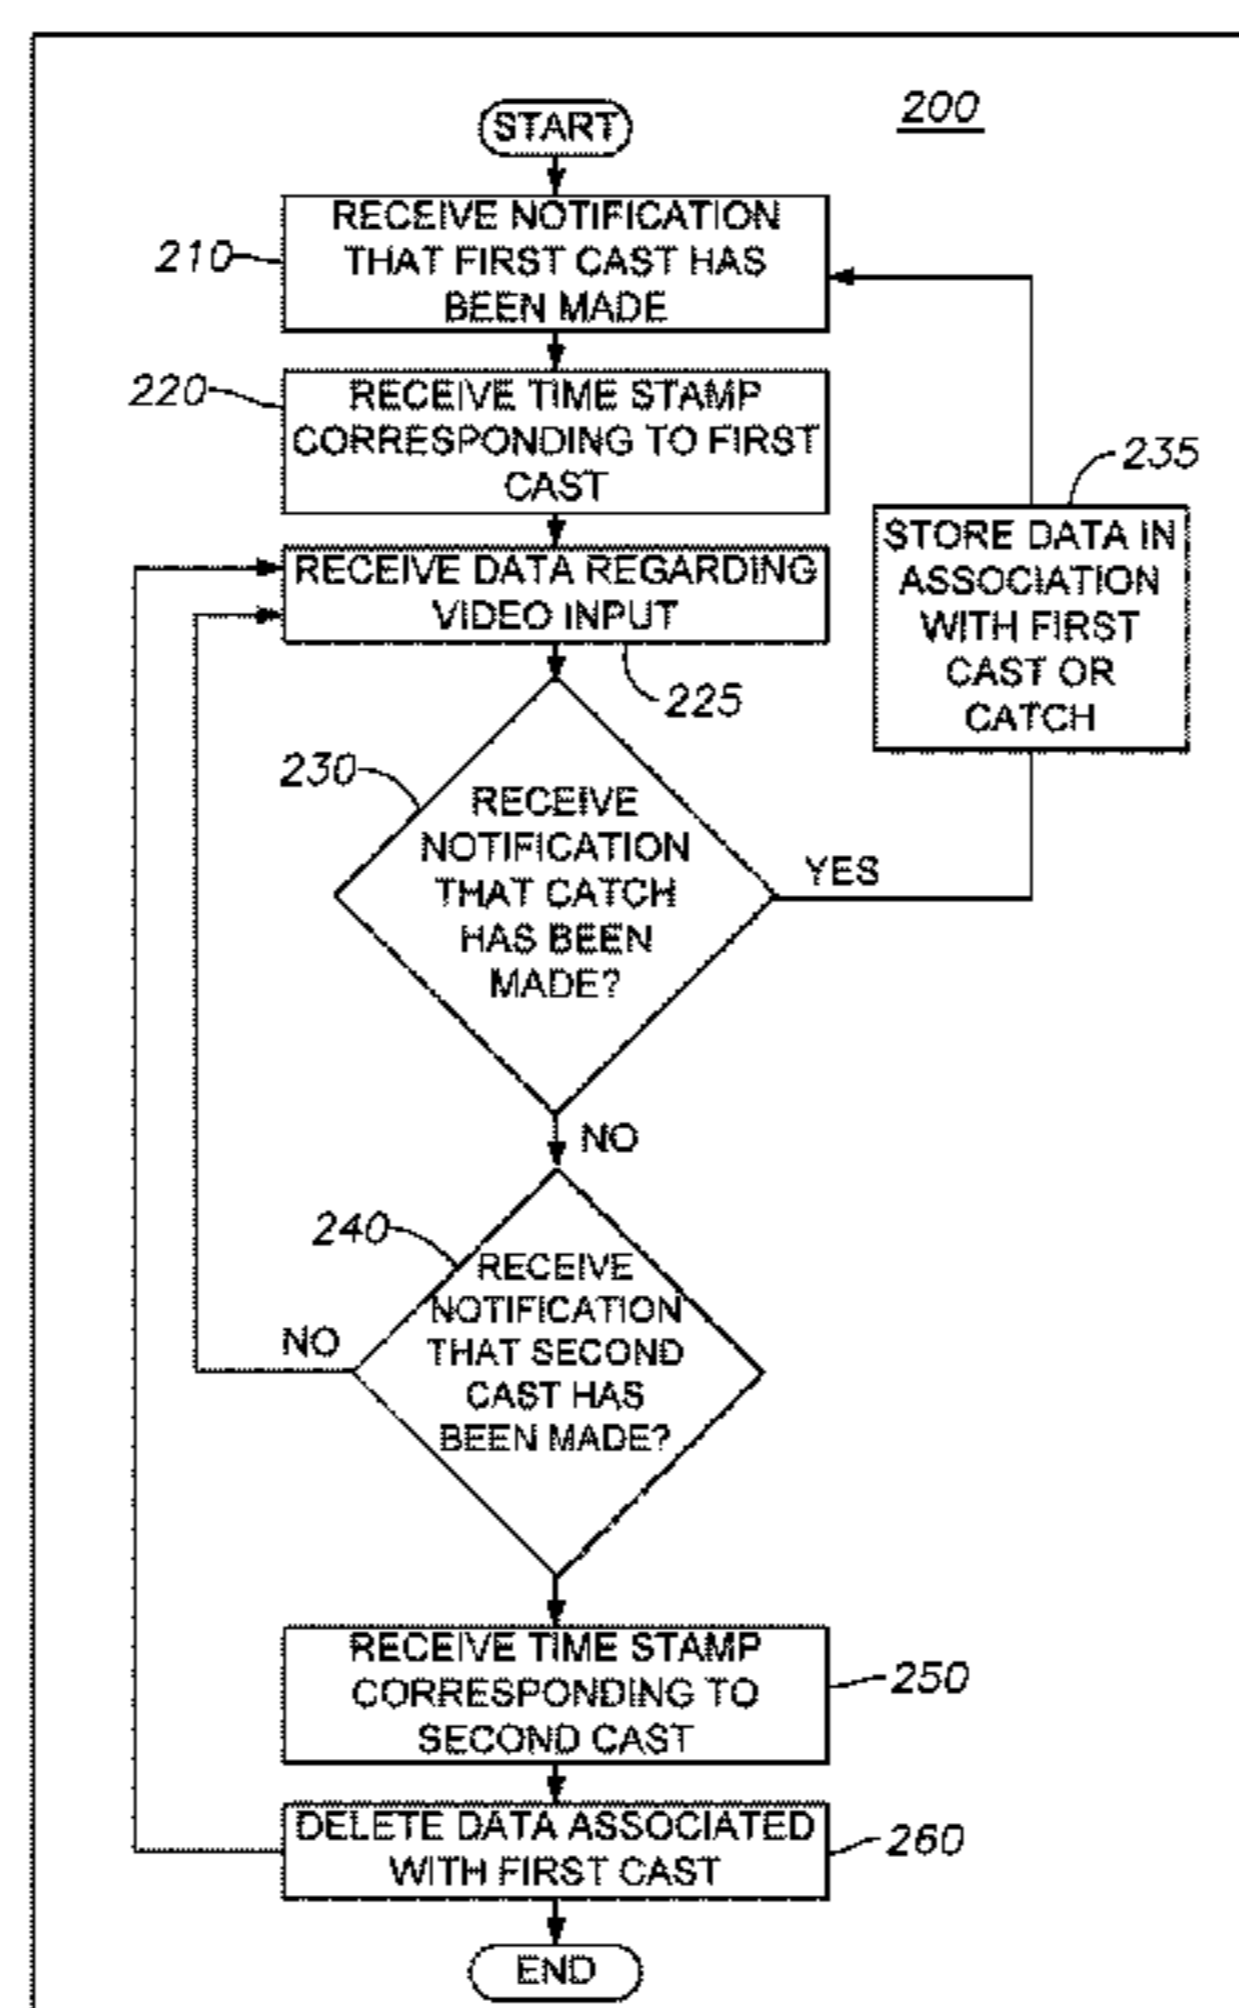 200
START
RECEIVE NOTIFICATION
THAT FIRST CAST HAS
BEEN MADE
210
220
RECEIVE TIME STAMP
CORRESPONDING TO FIRST
CAST
235
STORE DATA IN
ASSOCIATION
WITH FIRST
CAST OR
CATCH
RECEIVE DATA REGARDING
VIDEO INPUT
225
230
RECEIVE
NOTIFICATION
THAT CATCH
HAS BEEN
MADE?
YES
NO
240
RECEIVE
NOTIFICATION
THAT SECOND
CAST HAS
BEEN MADE?
NO
RECEIVE TIME STAMP
CORRESPONDING TO
SECOND CAST
250
DELETE DATA ASSOCIATED
WITH FIRST CAST
260
END